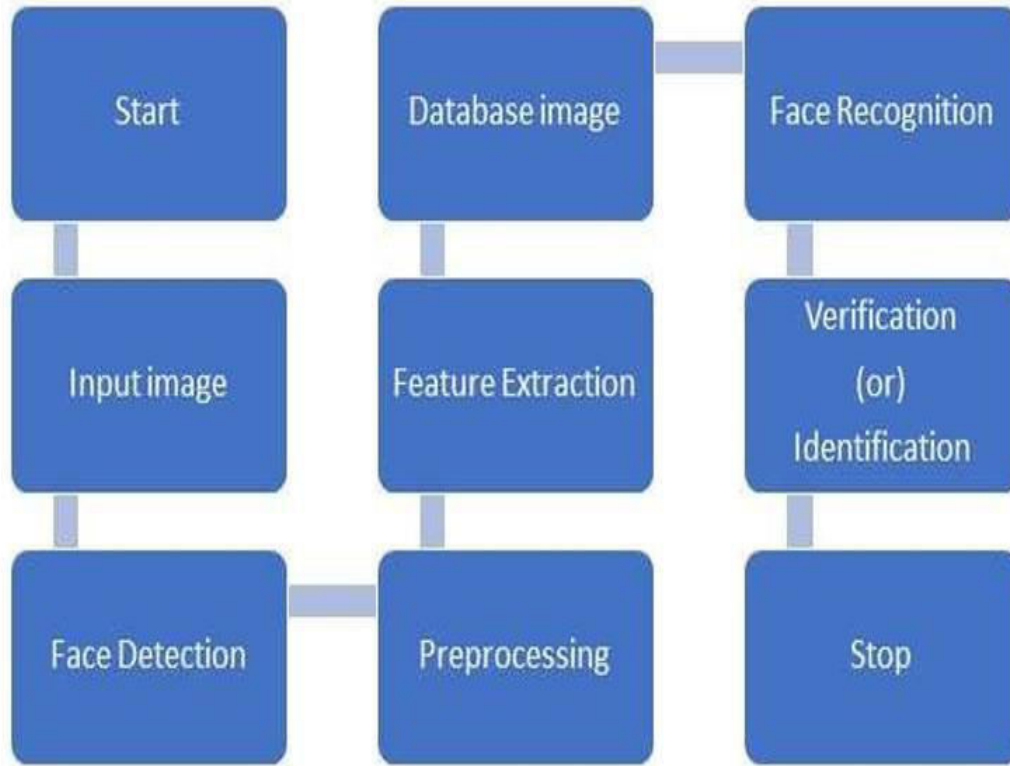 Start
Input image
Face Detection
Preprocessing
Feature Extraction
Database image
Face Recognition
Verification
(or)
Identification
Stop